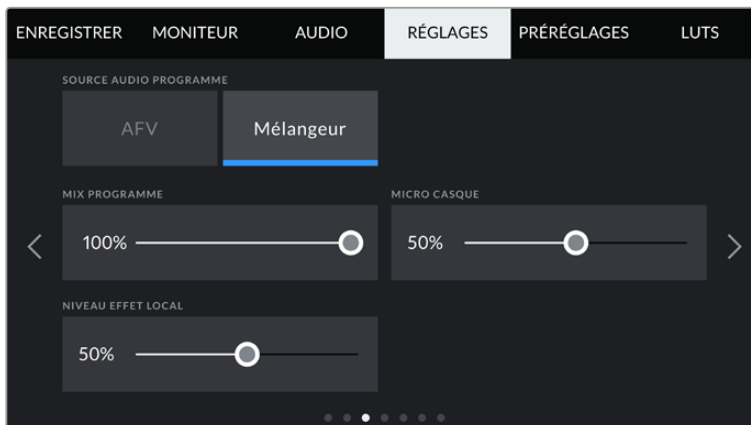 ENREGISTRER MONITEUR AUDIO RÉGLAGES PRÉRÉGLAGES LUTS
SOURCE AUDIO PROGRAMME
AFV Mélangeur
MIX PROGRAMME MICRO CASQUE
100% 50%
NIVEAU EFFET LOCAL
50%